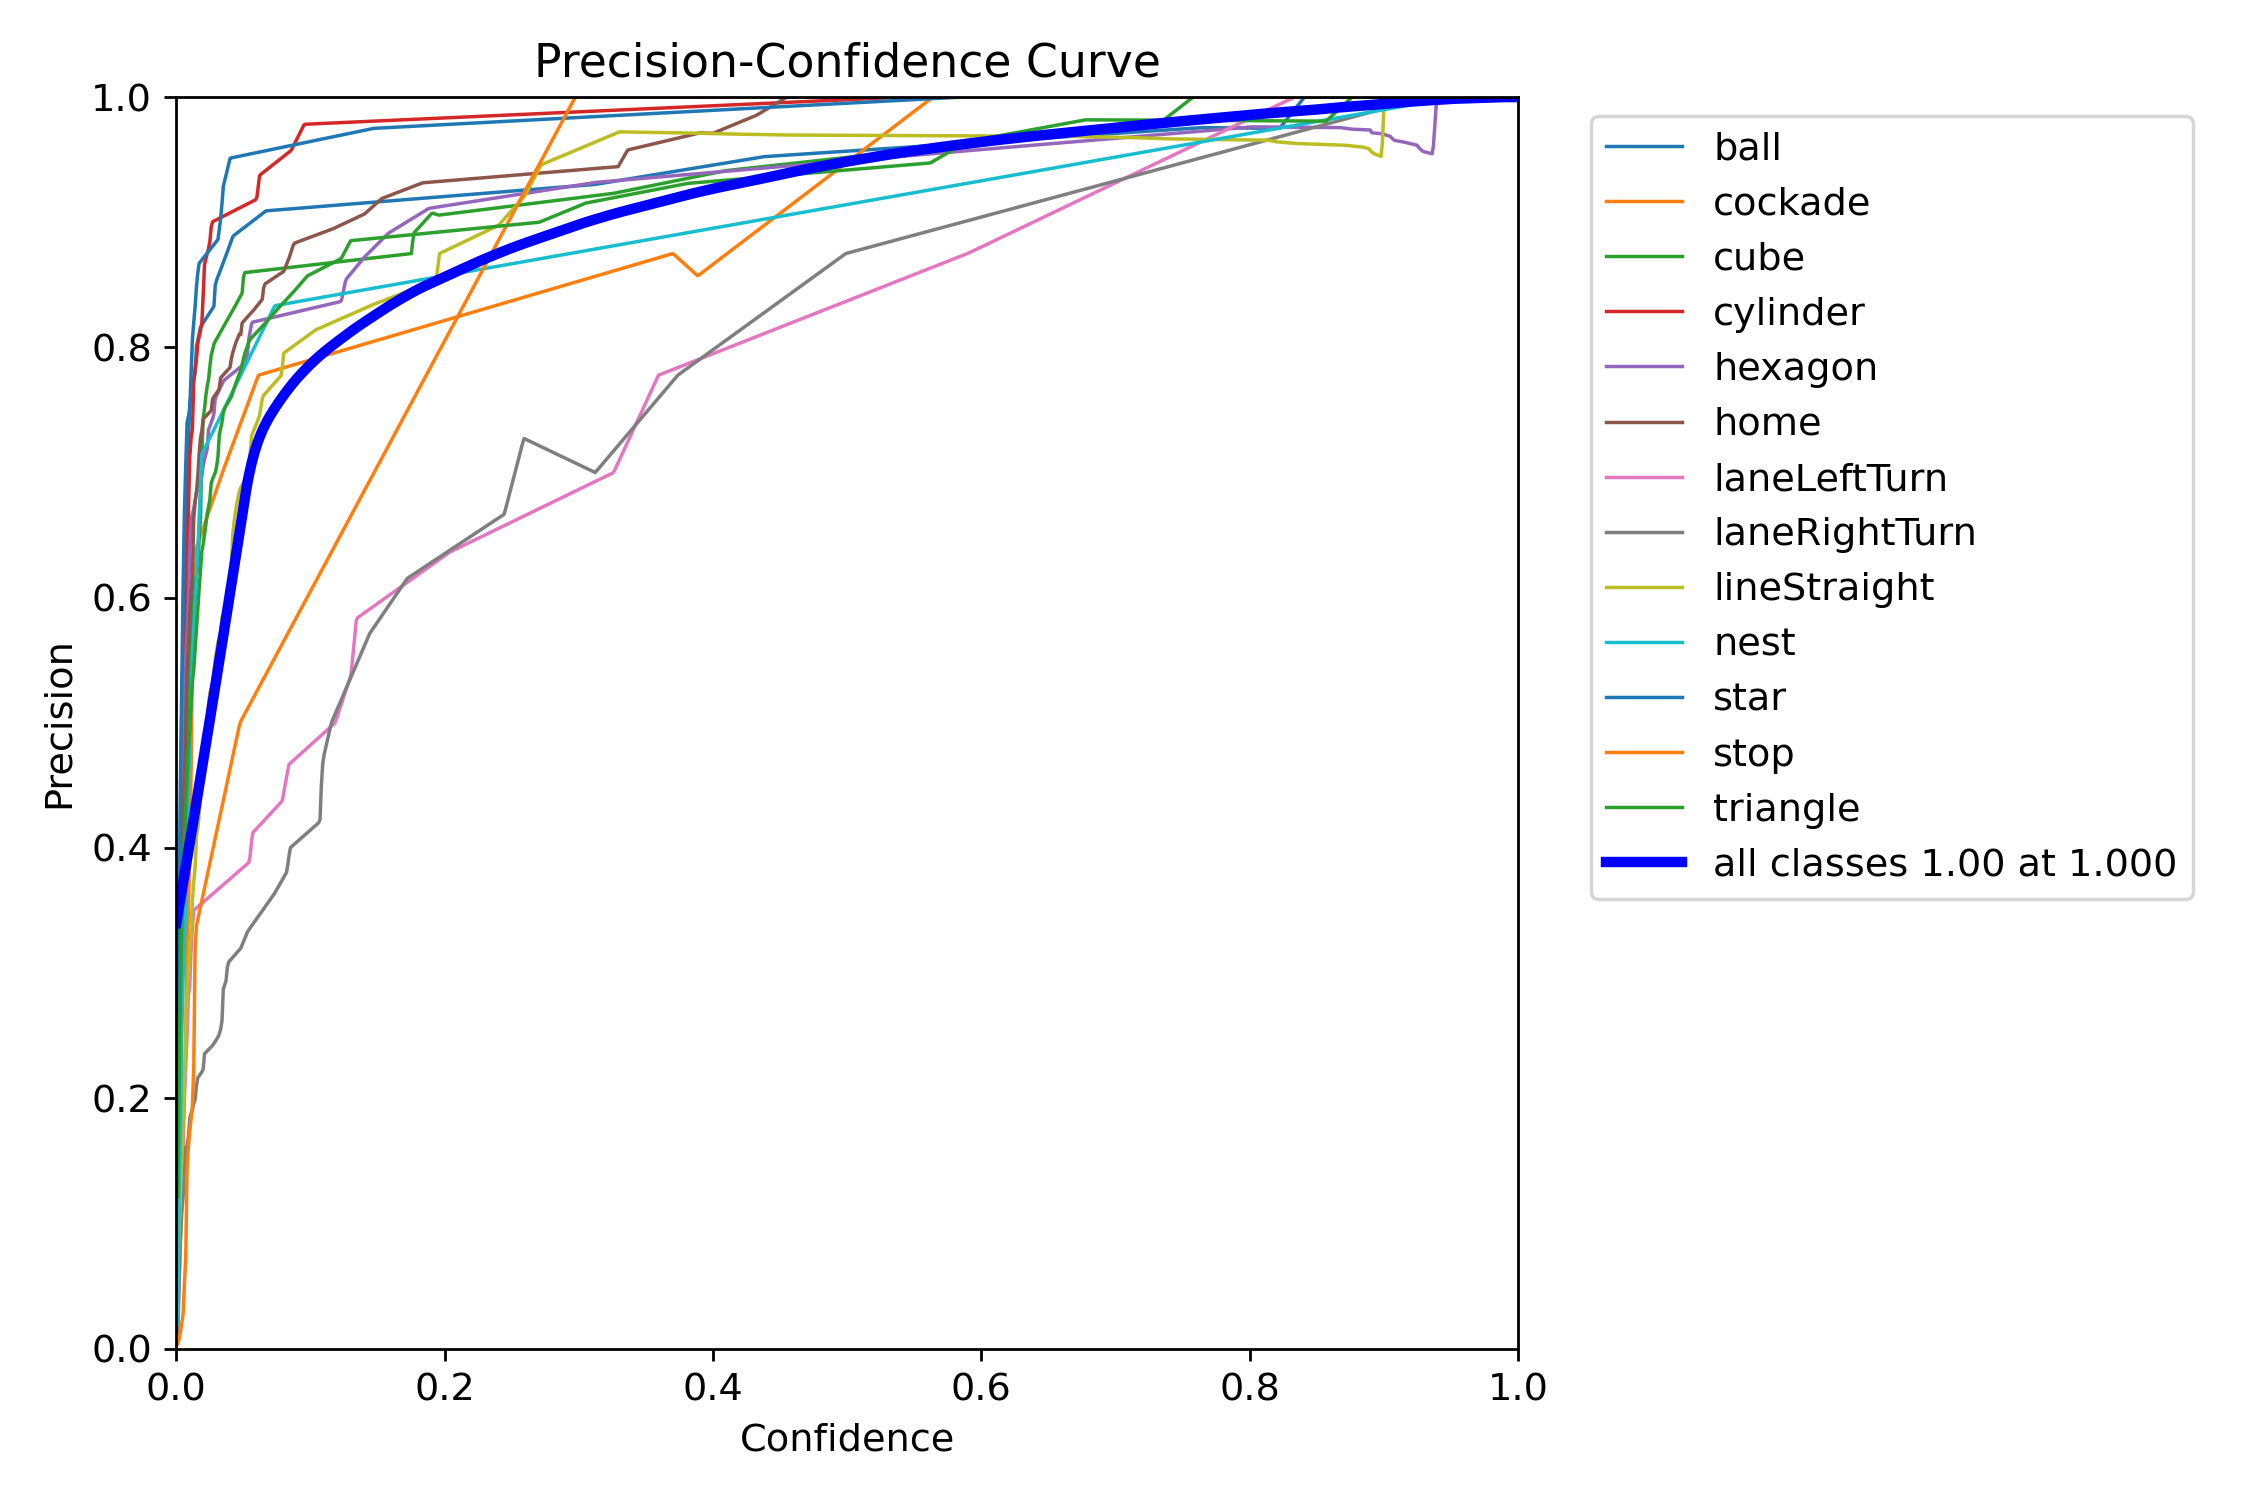 Precision-Confidence Curve
1.0
0.8
0.6
0.4
0.2
0.0
Precision
0.0 0.2 0.4 0.6 0.8 1.0
Confidence
ball
cockade
cube
cylinder
hexagon
home
laneLeftTurn
laneRightTurn
lineStraight
nest
star
stop
triangle
all classes 1.00 at 1.000